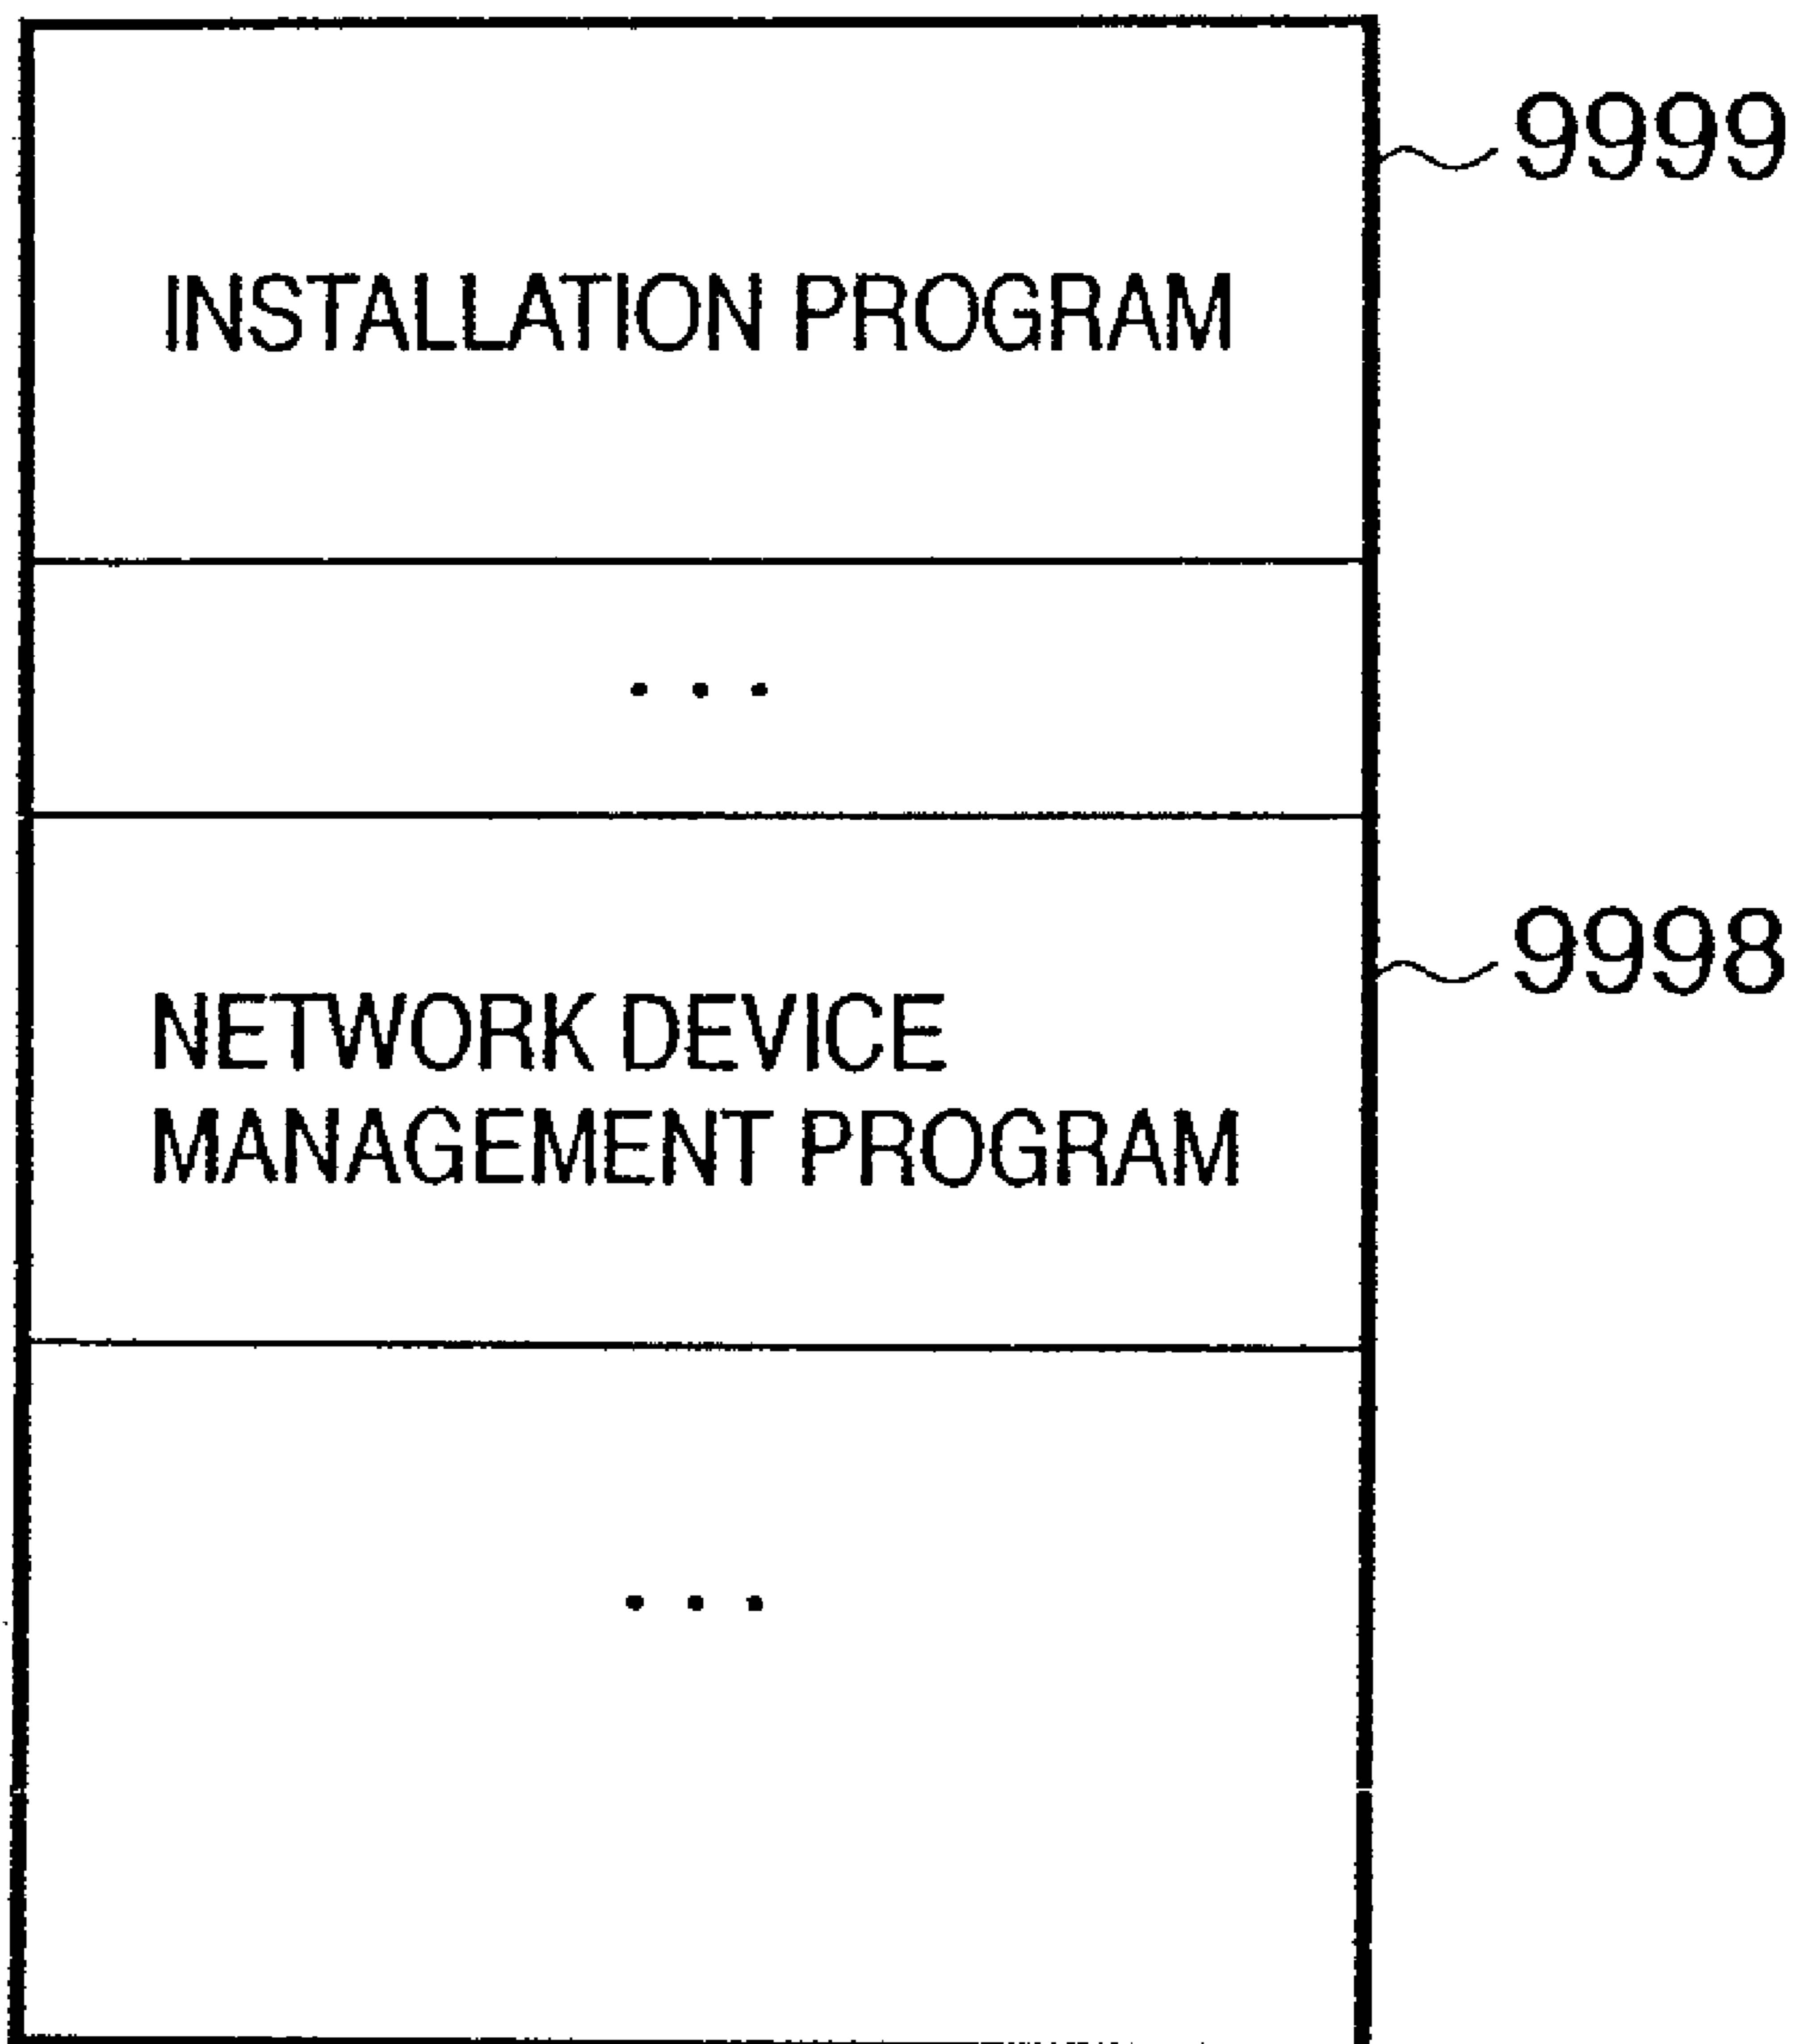 9999
INSTALLATION PROGRAM
...
9998
NETWORK DEVICE
MANAGEMENT PROGRAM
...